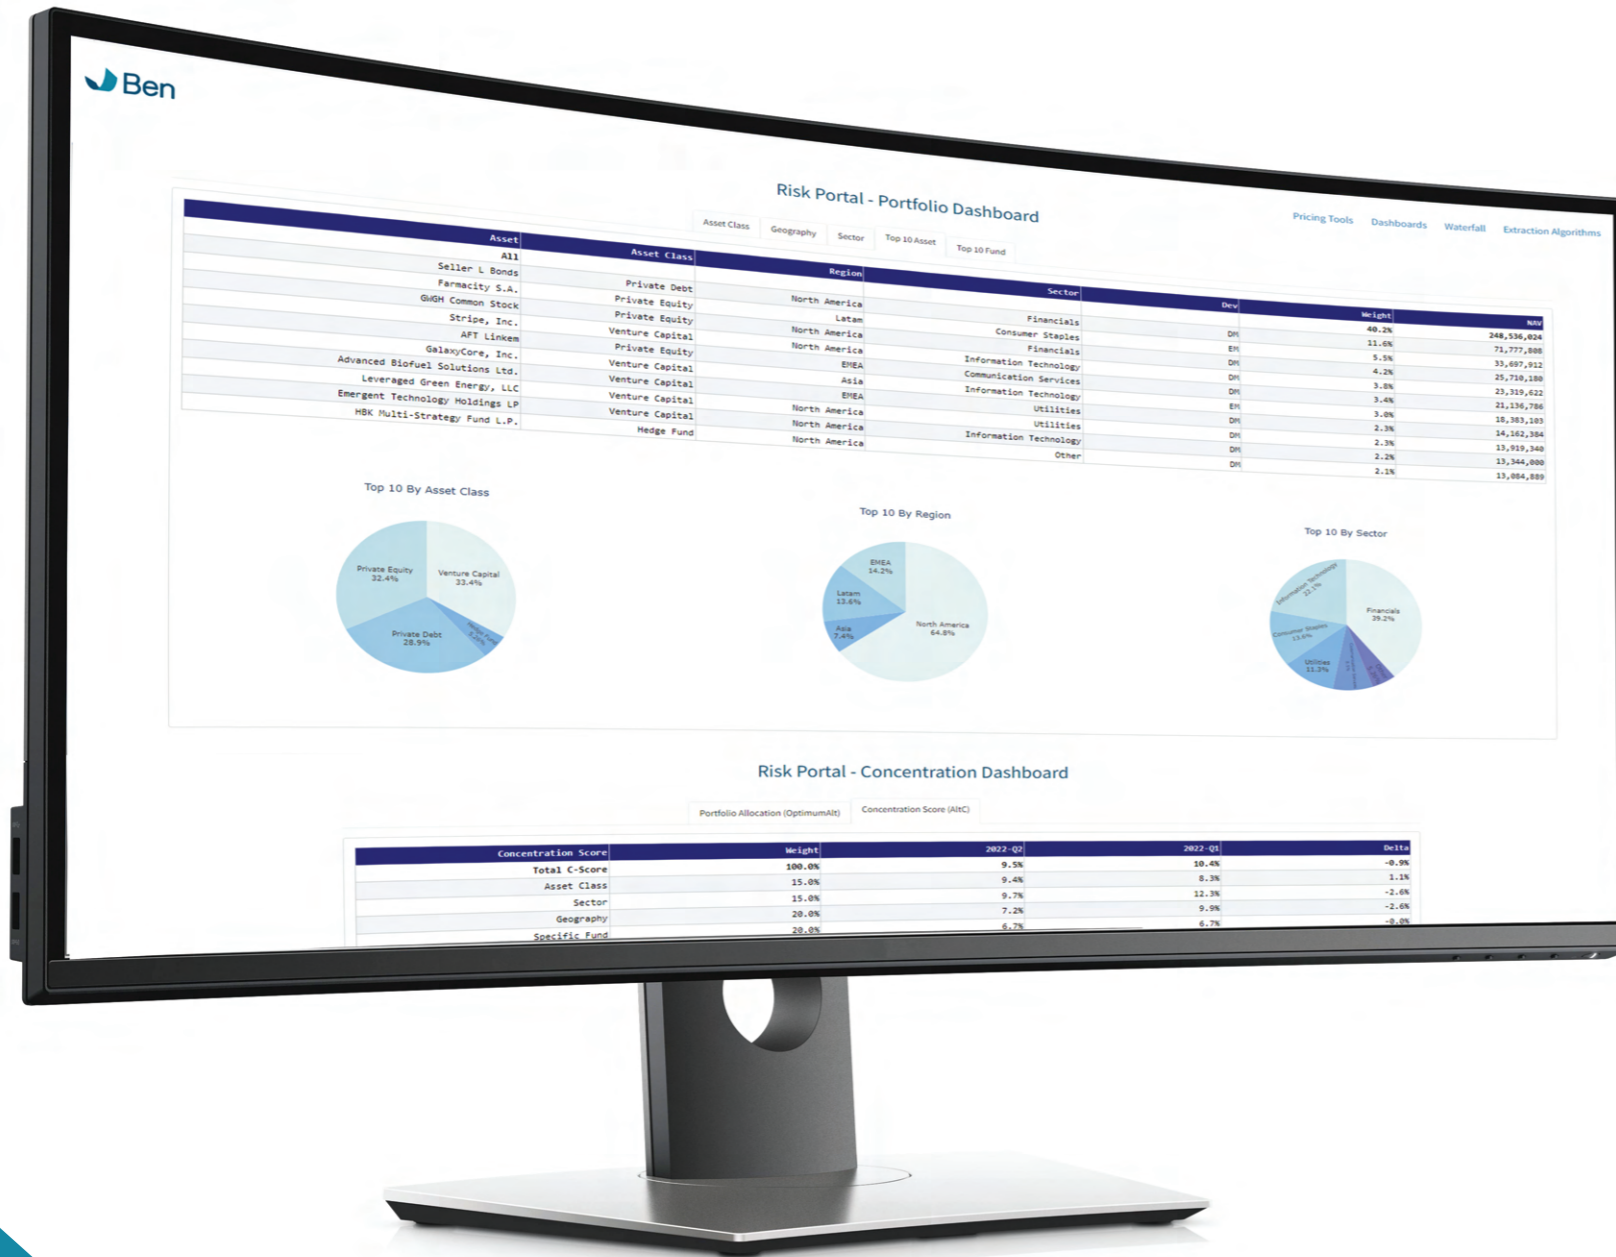 Ben
Risk Portal - Portfolio Dashboard
Pricing Tools Dashboards Waterfall Extraction Algorithms
Asset Class Geography Sector Top 10 Asset Top 10 Fund
Asset Asset Class Region Sector Dev Weight NAV
All 40.2% 248,536,024
Seller L Bonds Private Debt North America Financials DM 11.6% 71,777,808
Farmacity S.A. Private Equity Latam Consumer Staples EM 5.5% 33,697,912
GWGH Common Stock Private Equity North America Financials DM 4.2% 25,710,180
Stripe, Inc. Venture Capital North America Information Technology DM 3.8% 23,319,622
AFT Linkem Private Equity EMEA Communication Services DM 3.4% 21,136,786
GalaxyCore, Inc. Venture Capital Asia Information Technology EM 3.0% 18,383,103
Advanced Biofuel Solutions Ltd. Venture Capital EMEA Utilities DM 2.3% 14,162,384
Leveraged Green Energy, LLC Venture Capital North America Utilities DM 2.3% 13,919,340
Emergent Technology Holdings LP Venture Capital North America Information Technology DM 2.2% 13,344,000
HBK Multi-Strategy Fund L.P. Hedge Fund North America Other DM 2.1% 13,084,889
Top 10 By Asset Class
Private Equity
32.4%
Venture Capital
33.4%
Private Debt
28.9%
Hedge Fund
Top 10 By Region
EMEA
14.2%
Latam
13.6%
Asia
7.4%
North America
64.8%
Top 10 By Sector
Information Technology
22.1%
Financials
39.2%
Consumer Staples
13.6%
Utilities
11.3%
Risk Portal - Concentration Dashboard
Portfolio Allocation (OptimumAlt) Concentration Score (AltC)
Concentration Score Weight 2022-Q2 2022-Q1 Delta
Total C-Score 100.0% 9.5% 10.4% -0.9%
Asset Class 15.0% 9.4% 8.3% 1.1%
Sector 15.0% 9.7% 12.3% -2.6%
Geography 20.0% 7.2% 9.9% -2.6%
Specific Fund 20.0% 6.7% 6.7% -0.0%